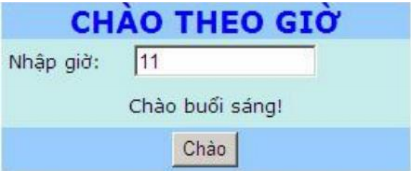 CHÀO THEO GIỜ
Nhập giờ: 11
Chào buổi sáng!
Chào